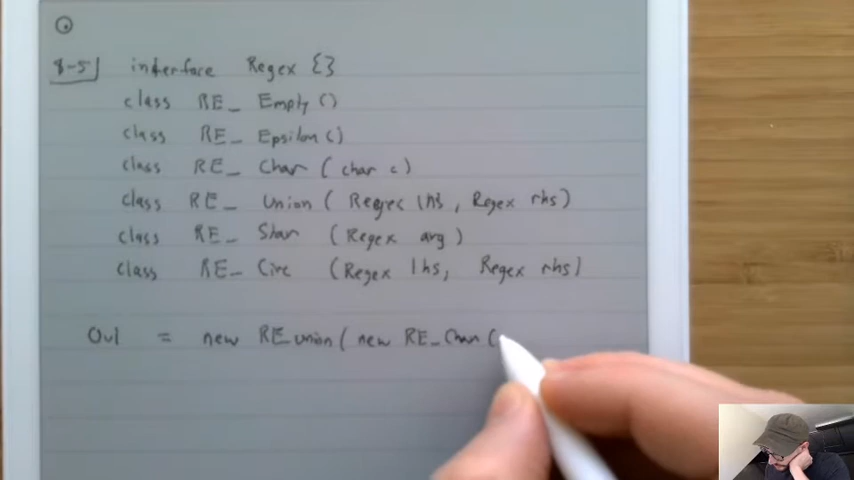 8-5| interface Regex {}
class RE_ Empty ()
class RE_ Epsilon ()
class RE_ Char ( char c )
class RE_ Union ( Regex lhs , Regex rhs )
class RE_ Star ( Regex arg )
class RE_ Circ ( Regex lhs, Regex rhs )
0u1 = new RE_union ( new RE_Char (